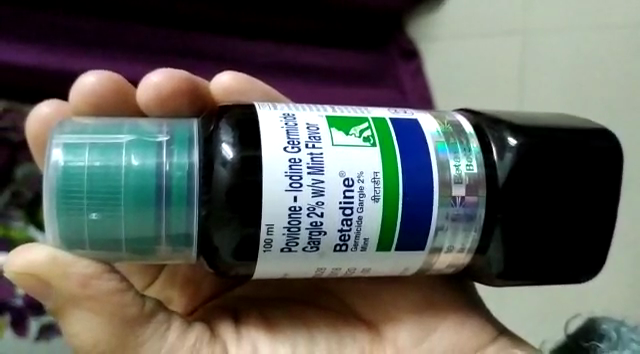 100 ml
Povidone – Iodine Germicide
Gargle 2% w/v Mint Flavor
Betadine®
Germicide Gargle 2%
Mint
बीटाडीन